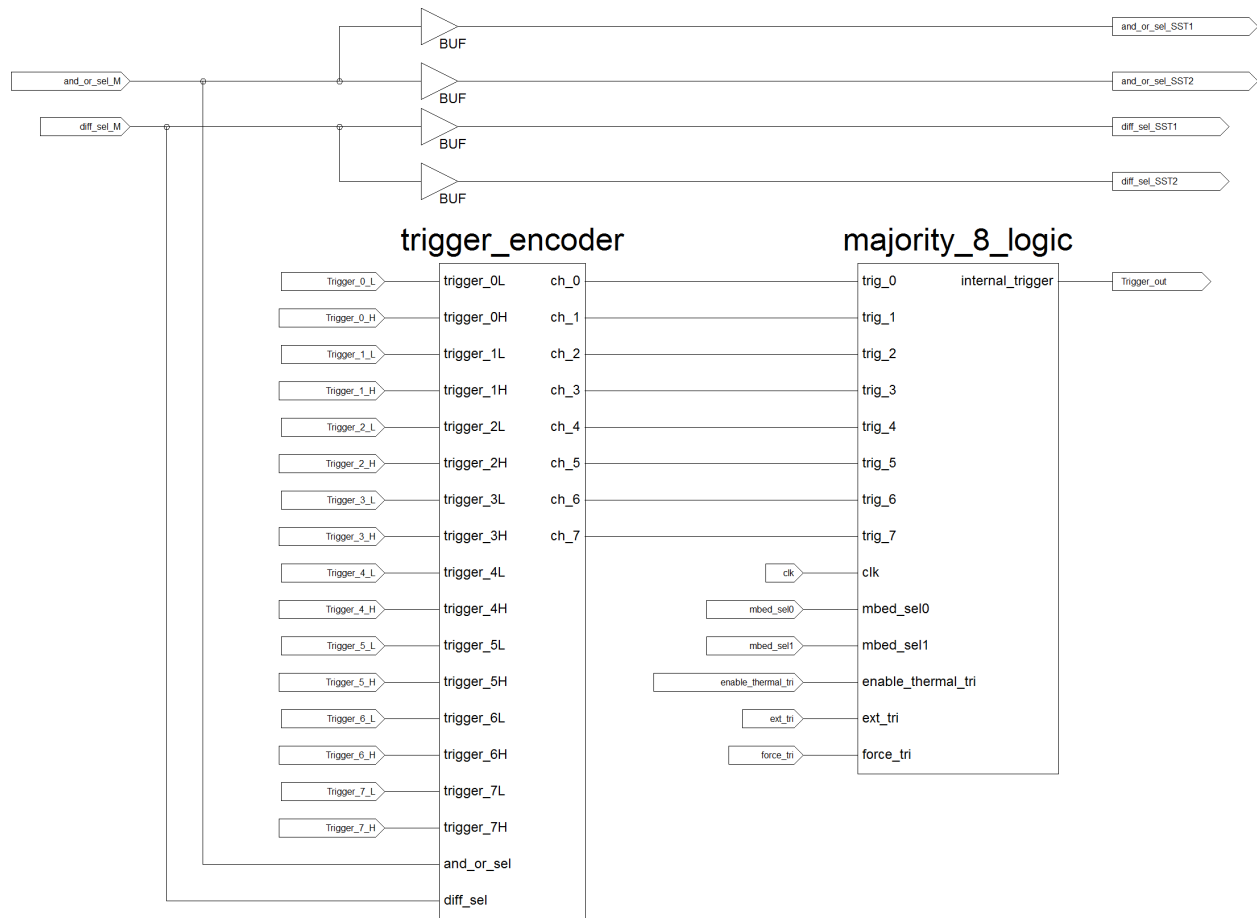 and_or_sel_SST1
BUF
and_or_sel_M
and_or_sel_SST2
BUF
diff_sel_M
diff_sel_SST1
BUF
diff_sel_SST2
BUF
trigger_encoder
majority_8_logic
Trigger_0_L trigger_0L ch_0 trig_0 internal_trigger Trigger_out
Trigger_0_H trigger_0H ch_1 trig_1
Trigger_1_L trigger_1L ch_2 trig_2
Trigger_1_H trigger_1H ch_3 trig_3
Trigger_2_L trigger_2L ch_4 trig_4
Trigger_2_H trigger_2H ch_5 trig_5
Trigger_3_L trigger_3L ch_6 trig_6
Trigger_3_H trigger_3H ch_7 trig_7
Trigger_4_L trigger_4L clk clk
Trigger_4_H trigger_4H mbed_sel0 mbed_sel0
Trigger_5_L trigger_5L mbed_sel1 mbed_sel1
Trigger_5_H trigger_5H enable_thermal_tri enable_thermal_tri
Trigger_6_L trigger_6L ext_tri ext_tri
Trigger_6_H trigger_6H force_tri force_tri
Trigger_7_L trigger_7L
Trigger_7_H trigger_7H
and_or_sel
diff_sel